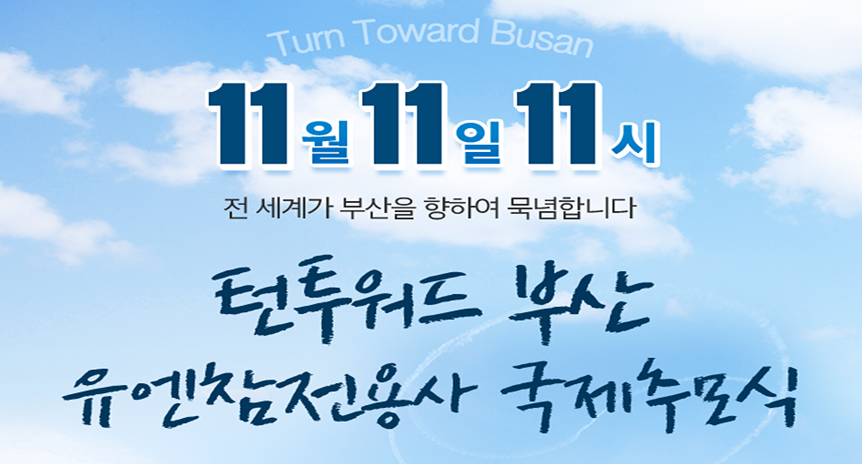 Turn Toward Busan
11월 11일 11시
전 세계가 부산을 향하여 묵념합니다
턴투워드 부산
유엔참전용사 국제추모식